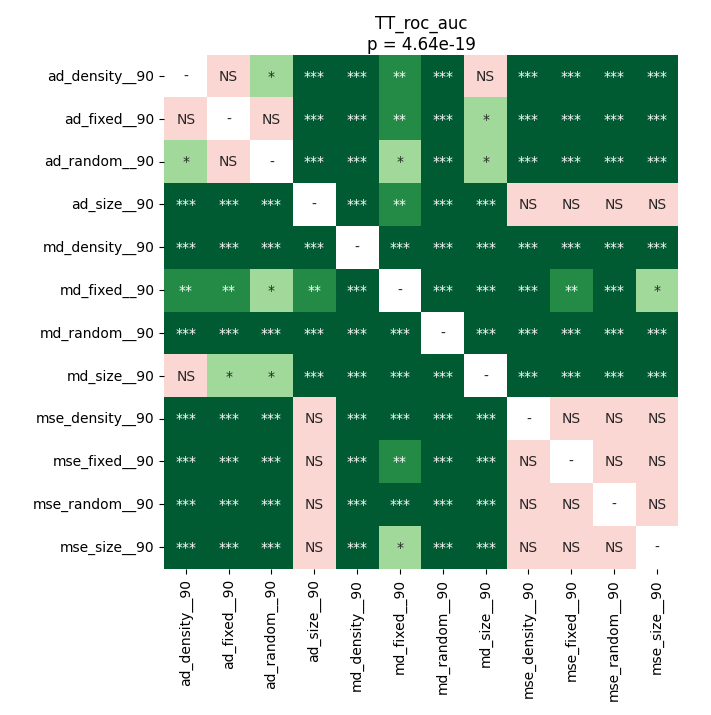 TT_roc_auc
p = 4.64e-19
ad_density__90 - NS * *** *** ** *** NS *** *** *** ***
ad_fixed__90 NS - NS *** *** ** *** * *** *** *** ***
ad_random__90 * NS - *** *** * *** * *** *** *** ***
ad_size__90 *** *** *** - *** ** *** *** NS NS NS NS
md_density__90 *** *** *** *** - *** *** *** *** *** *** ***
md_fixed__90 ** ** * ** *** - *** *** *** ** *** *
md_random__90 *** *** *** *** *** *** - *** *** *** *** ***
md_size__90 NS * * *** *** *** *** - *** *** *** ***
mse_density__90 *** *** *** NS *** *** *** *** - NS NS NS
mse_fixed__90 *** *** *** NS *** ** *** *** NS - NS NS
mse_random__90 *** *** *** NS *** *** *** *** NS NS - NS
mse_size__90 *** *** *** NS *** * *** *** NS NS NS -
ad_density__90
ad_fixed__90
ad_random__90
ad_size__90
md_density__90
md_fixed__90
md_random__90
md_size__90
mse_density__90
mse_fixed__90
mse_random__90
mse_size__90